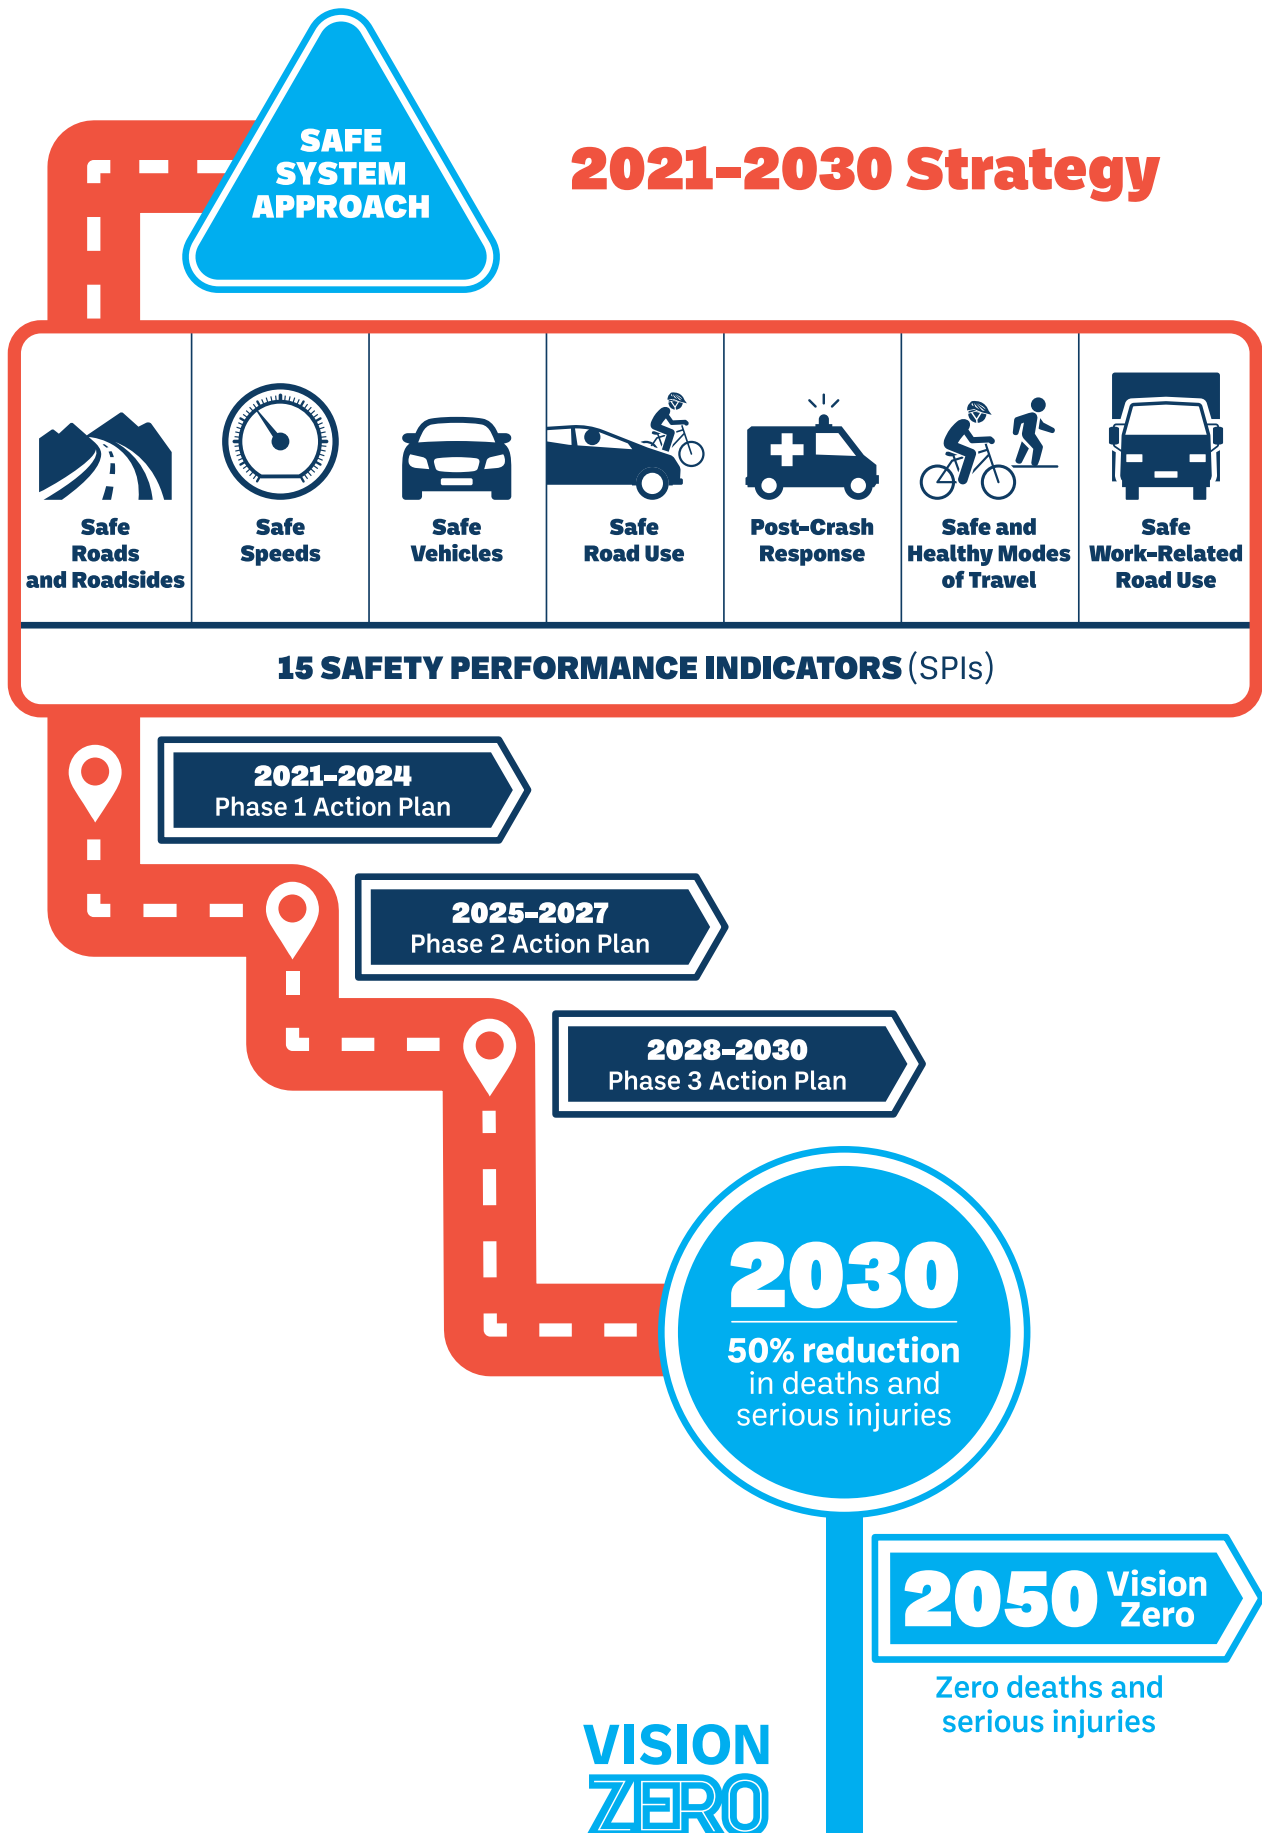 SAFE
SYSTEM
APPROACH
2021–2030 Strategy
Safe
Roads
and Roadsides
Safe
Speeds
Safe
Vehicles
Safe
Road Use
Post–Crash
Response
Safe and
Healthy Modes
of Travel
Safe
Work–Related
Road Use
15 SAFETY PERFORMANCE INDICATORS (SPIs)
2021–2024
Phase 1 Action Plan
2025–2027
Phase 2 Action Plan
2028–2030
Phase 3 Action Plan
2030
50% reduction
in deaths and
serious injuries
2050 Vision
Zero
Zero deaths and
serious injuries
VISION
ZERO